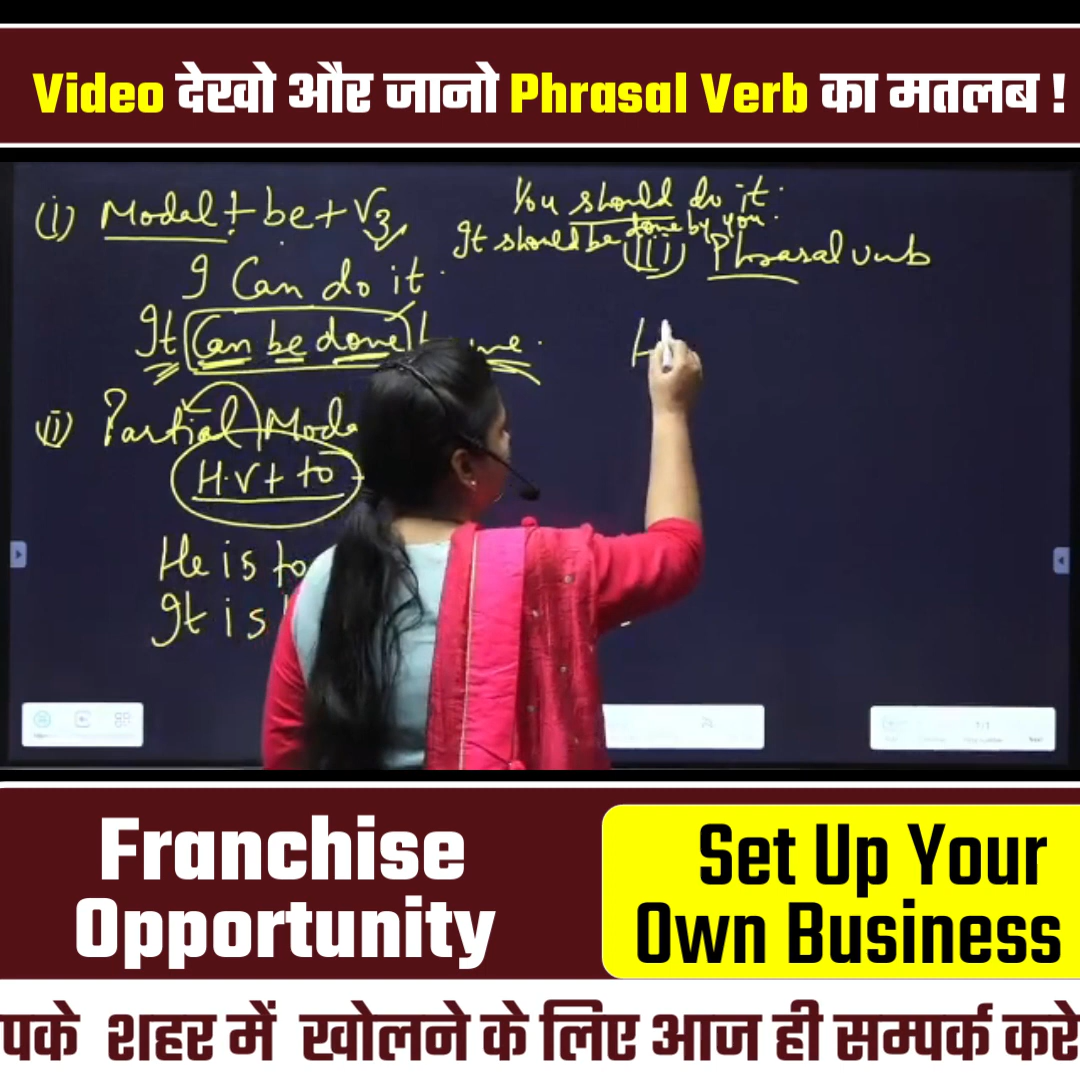 Video देखो और जानो Phrasal Verb का मतलब !
(i) Modal + be + V3
I can do it.
It can be done
me.
(ii) Partial Moda
H.V + to
He is to
It is
You should do it.
It should be done by you.
(iii) Phrasal verb
Franchise
Opportunity
Set Up Your
Own Business
पके शहर में खोलने के लिए आज ही सम्पर्क करे